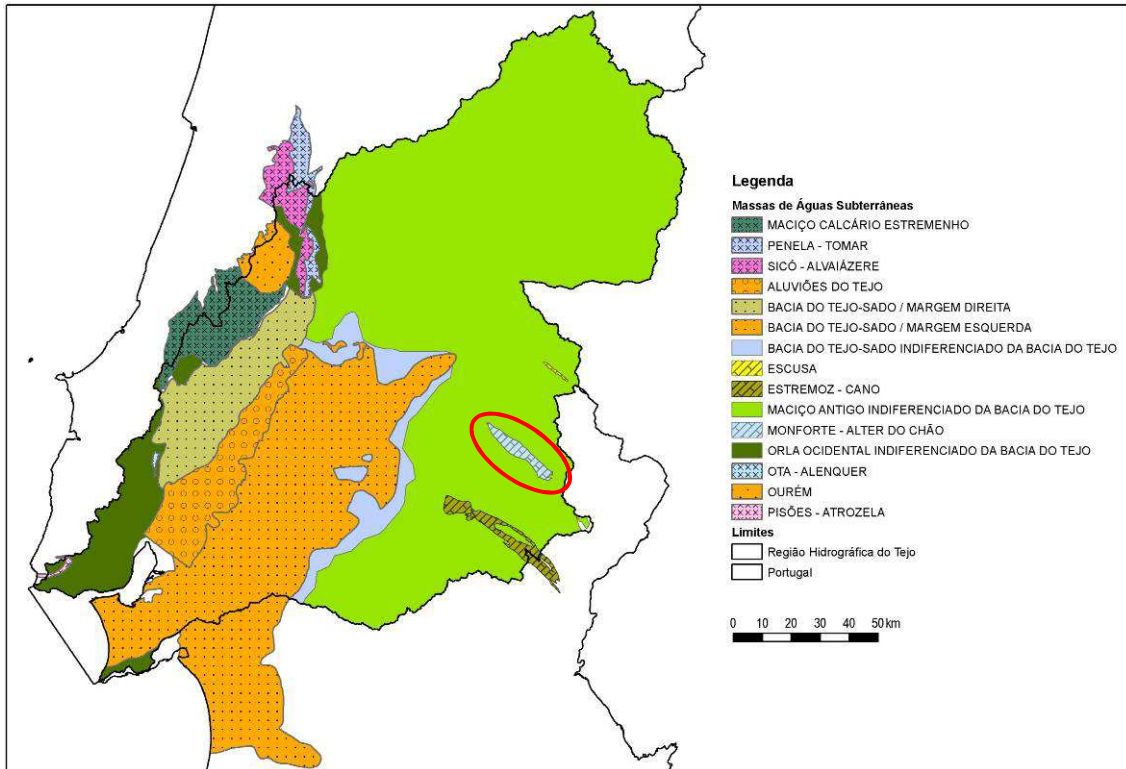 Legenda
Massas de Águas Subterrâneas
MACIÇO CALCÁRIO ESTREMENHO
PENELA - TOMAR
SICÓ - ALVAIÁZERE
ALUVIÕES DO TEJO
BACIA DO TEJO-SADO / MARGEM DIREITA
BACIA DO TEJO-SADO / MARGEM ESQUERDA
BACIA DO TEJO-SADO INDIFERENCIADO DA BACIA DO TEJO
ESCUSA
ESTREMOZ - CANO
MACIÇO ANTIGO INDIFERENCIADO DA BACIA DO TEJO
MONFORTE - ALTER DO CHÃO
ORLA OCIDENTAL INDIFERENCIADO DA BACIA DO TEJO
OTA - ALENQUER
OURÉM
PISÕES - ATROZELA
Limites
Região Hidrográfica do Tejo
Portugal
0 10 20 30 40 50 km